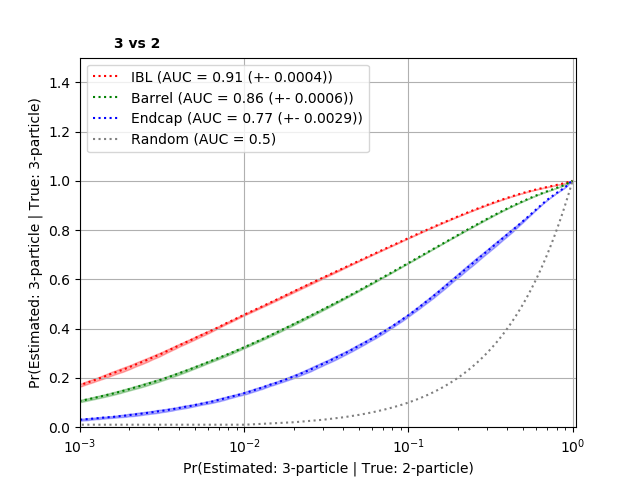 3 vs 2
IBL (AUC = 0.91 (+- 0.0004))
Barrel (AUC = 0.86 (+- 0.0006))
Endcap (AUC = 0.77 (+- 0.0029))
Random (AUC = 0.5)
Pr(Estimated: 3-particle | True: 3-particle)
1.4
1.2
1.0
0.8
0.6
0.4
0.2
0.0
10⁻³ 10⁻² 10⁻¹ 10⁰
Pr(Estimated: 3-particle | True: 2-particle)